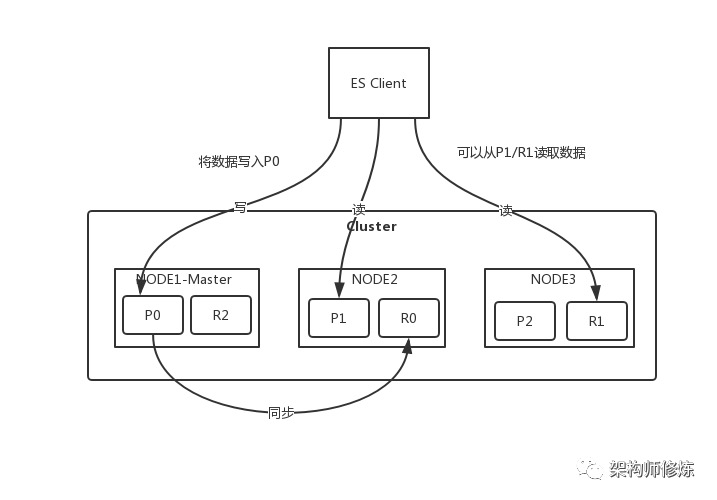 ES Client
将数据写入P0
可以从P1/R1读取数据
写
读
读
Cluster
NODE1-Master
NODE2
NODE3
P0
R2
P1
R0
P2
R1
同步
架构师修炼